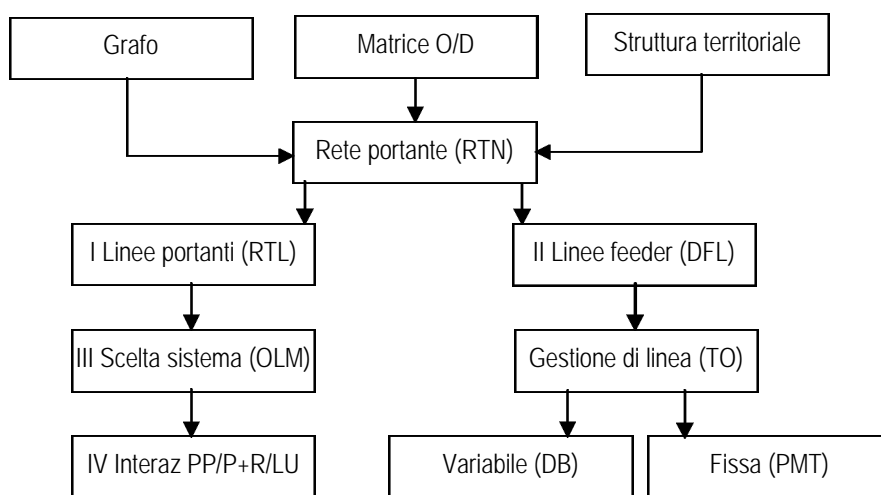 Grafo
Matrice O/D
Struttura territoriale
Rete portante (RTN)
I Linee portanti (RTL)
II Linee feeder (DFL)
III Scelta sistema (OLM)
Gestione di linea (TO)
IV Interaz PP/P+R/LU
Variabile (DB)
Fissa (PMT)